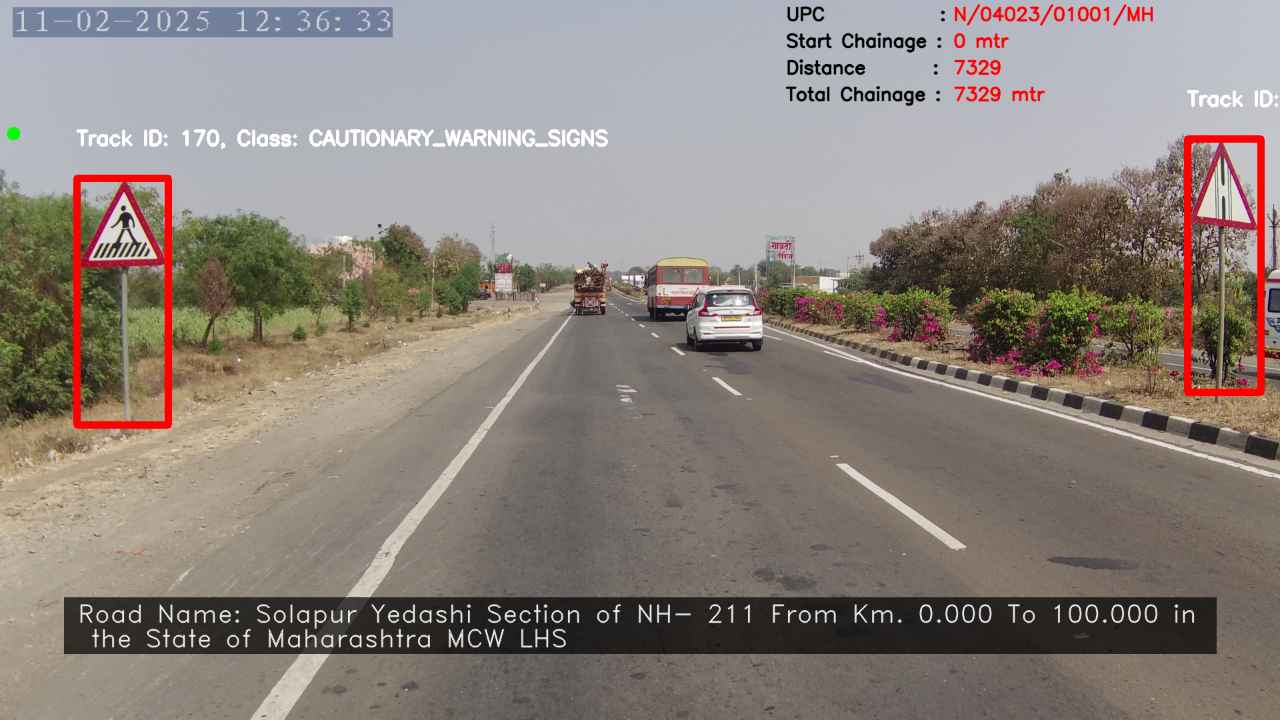 11-02-2025 12:36:33
UPC : N/04023/01001/MH
Start Chainage : 0 mtr
Distance : 7329
Total Chainage : 7329 mtr
Track ID:
Track ID: 170, Class: CAUTIONARY_WARNING_SIGNS
Road Name: Solapur Yedashi Section of NH- 211 From Km. 0.000 To 100.000 in
the State of Maharashtra MCW LHS